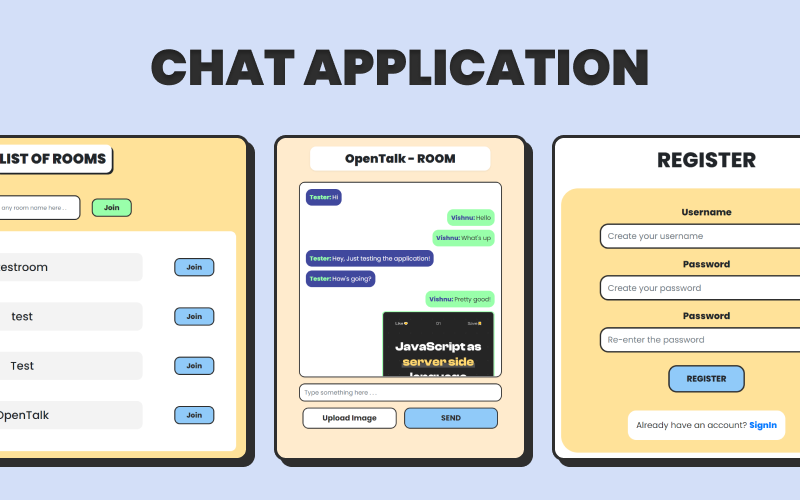 CHAT APPLICATION
LIST OF ROOMS
any room name here...
Join
Join
test
Join
Test
Join
OpenTalk
Join
OpenTalk - ROOM
Tester: Hi
Vishnu: Hello
Vishnu: What's up
Tester: Hey, Just testing the application!
Tester: How's going?
Vishnu: Pretty good!
JavaScript as
server side
language
Type something here.....
Upload Image
SEND
REGISTER
Username
Create your username
Password
Create your password
Password
Re-enter the password
REGISTER
Already have an account? SignIn